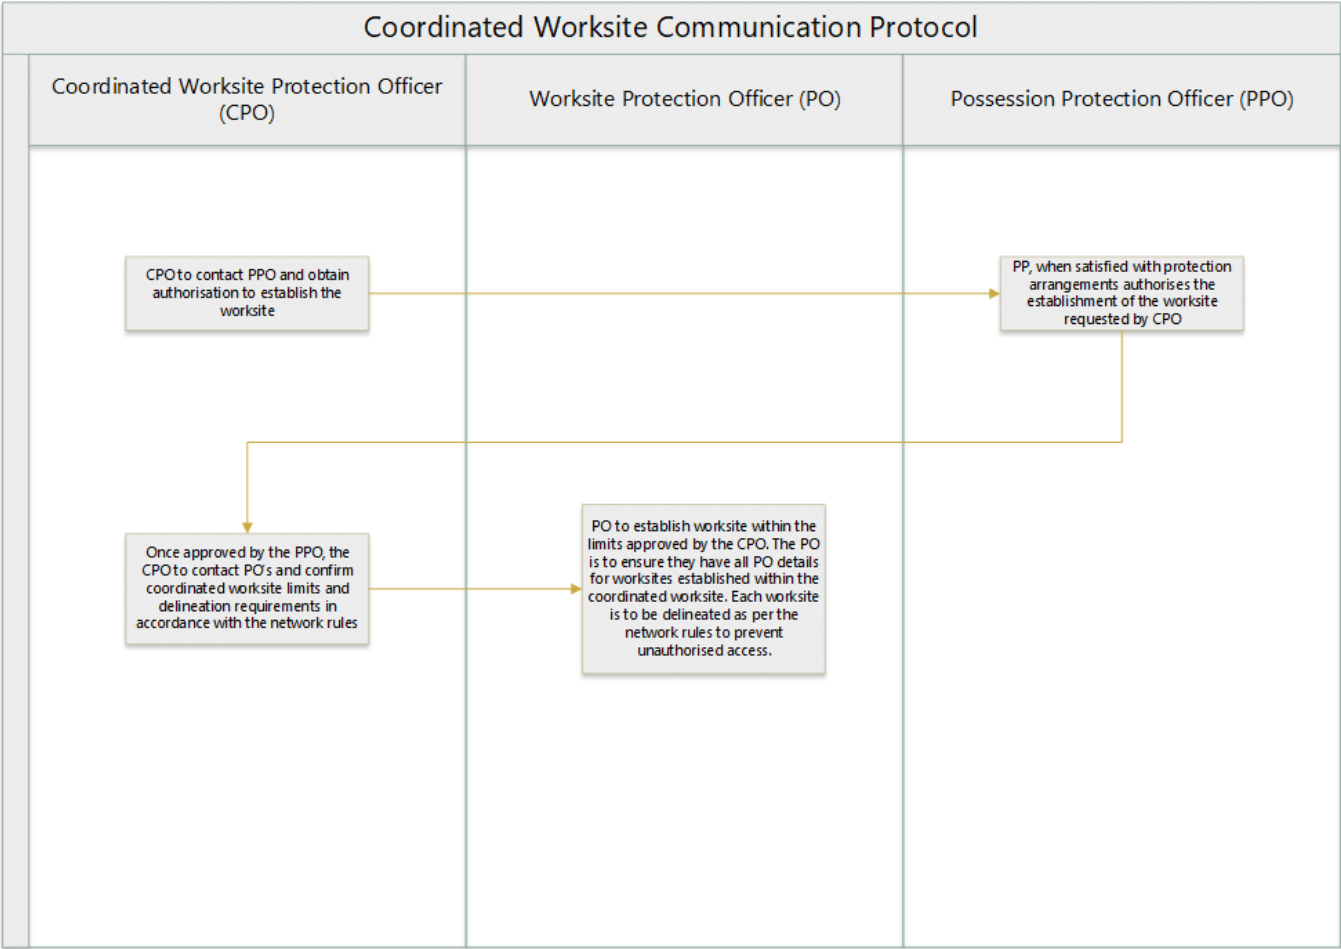 Coordinated Worksite Communication Protocol
Coordinated Worksite Protection Officer
(CPO)
Worksite Protection Officer (PO)
Possession Protection Officer (PPO)
CPO to contact PPO and obtain
authorisation to establish the
worksite
PP, when satisfied with protection
arrangements authorises the
establishment of the worksite
requested by CPO
Once approved by the PPO, the
CPO to contact PO's and confirm
coordinated worksite limits and
delineation requirements in
accordance with the network rules
PO to establish worksite within the
limits approved by the CPO. The PO
is to ensure they have all PO details
for worksites established within the
coordinated worksite. Each worksite
is to be delineated as per the
network rules to prevent
unauthorised access.